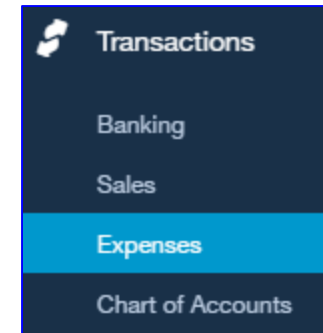 Transactions
Banking
Sales
Expenses
Chart of Accounts